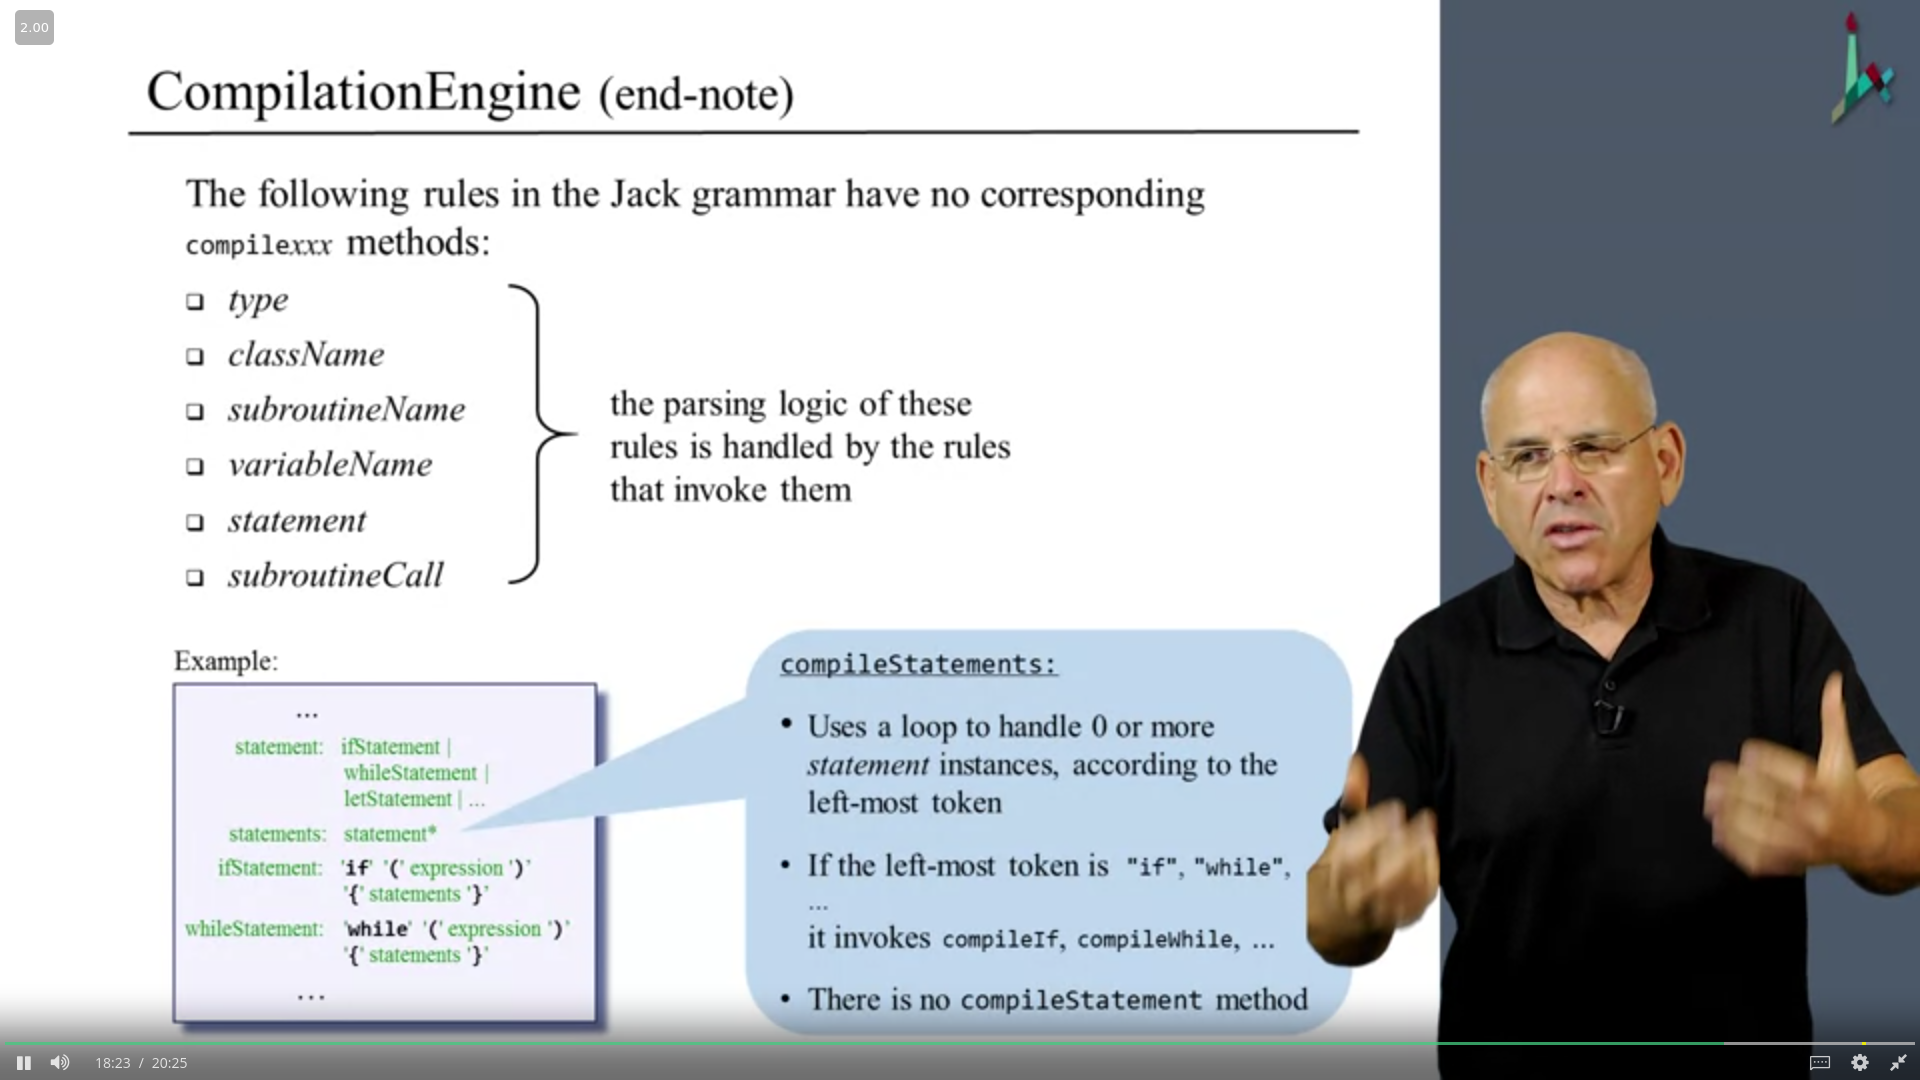 2.00
CompilationEngine (end-note)
The following rules in the Jack grammar have no corresponding
compilexxx methods:
❑ type
❑ className
❑ subroutineName
❑ variableName
❑ statement
❑ subroutineCall
the parsing logic of these
rules is handled by the rules
that invoke them
Example:
...
statement: ifStatement |
whileStatement |
letStatement | ...
statements: statement*
ifStatement: 'if' '(' expression ')'
'{' statements '}'
whileStatement: 'while' '(' expression ')'
'{' statements '}'
...
compileStatements:
• Uses a loop to handle 0 or more
statement instances, according to the
left-most token
• If the left-most token is "if", "while",
...
it invokes compileIf, compileWhile, ...
• There is no compileStatement method
18:23 / 20:25